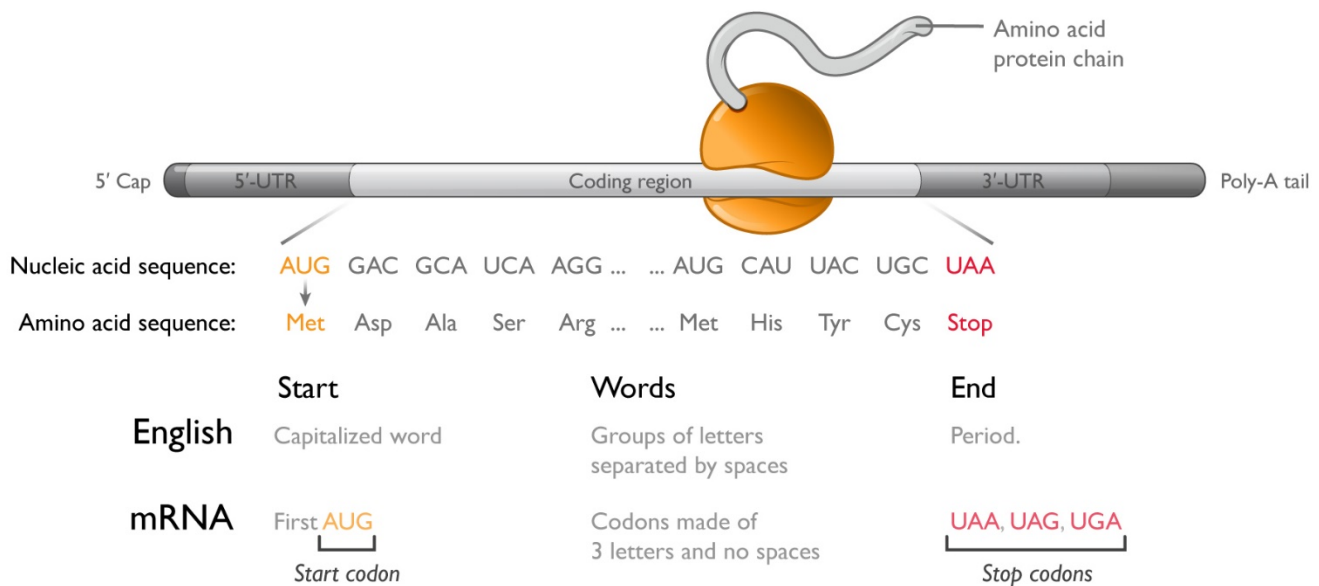 Amino acid
protein chain
5′ Cap 5′-UTR Coding region 3′-UTR Poly-A tail
Nucleic acid sequence: AUG GAC GCA UCA AGG ... ... AUG CAU UAC UGC UAA
Amino acid sequence: Met Asp Ala Ser Arg ... ... Met His Tyr Cys Stop
Start Words End
English Capitalized word Groups of letters Period.
separated by spaces
mRNA First AUG Codons made of UAA, UAG, UGA
3 letters and no spaces
Start codon Stop codons